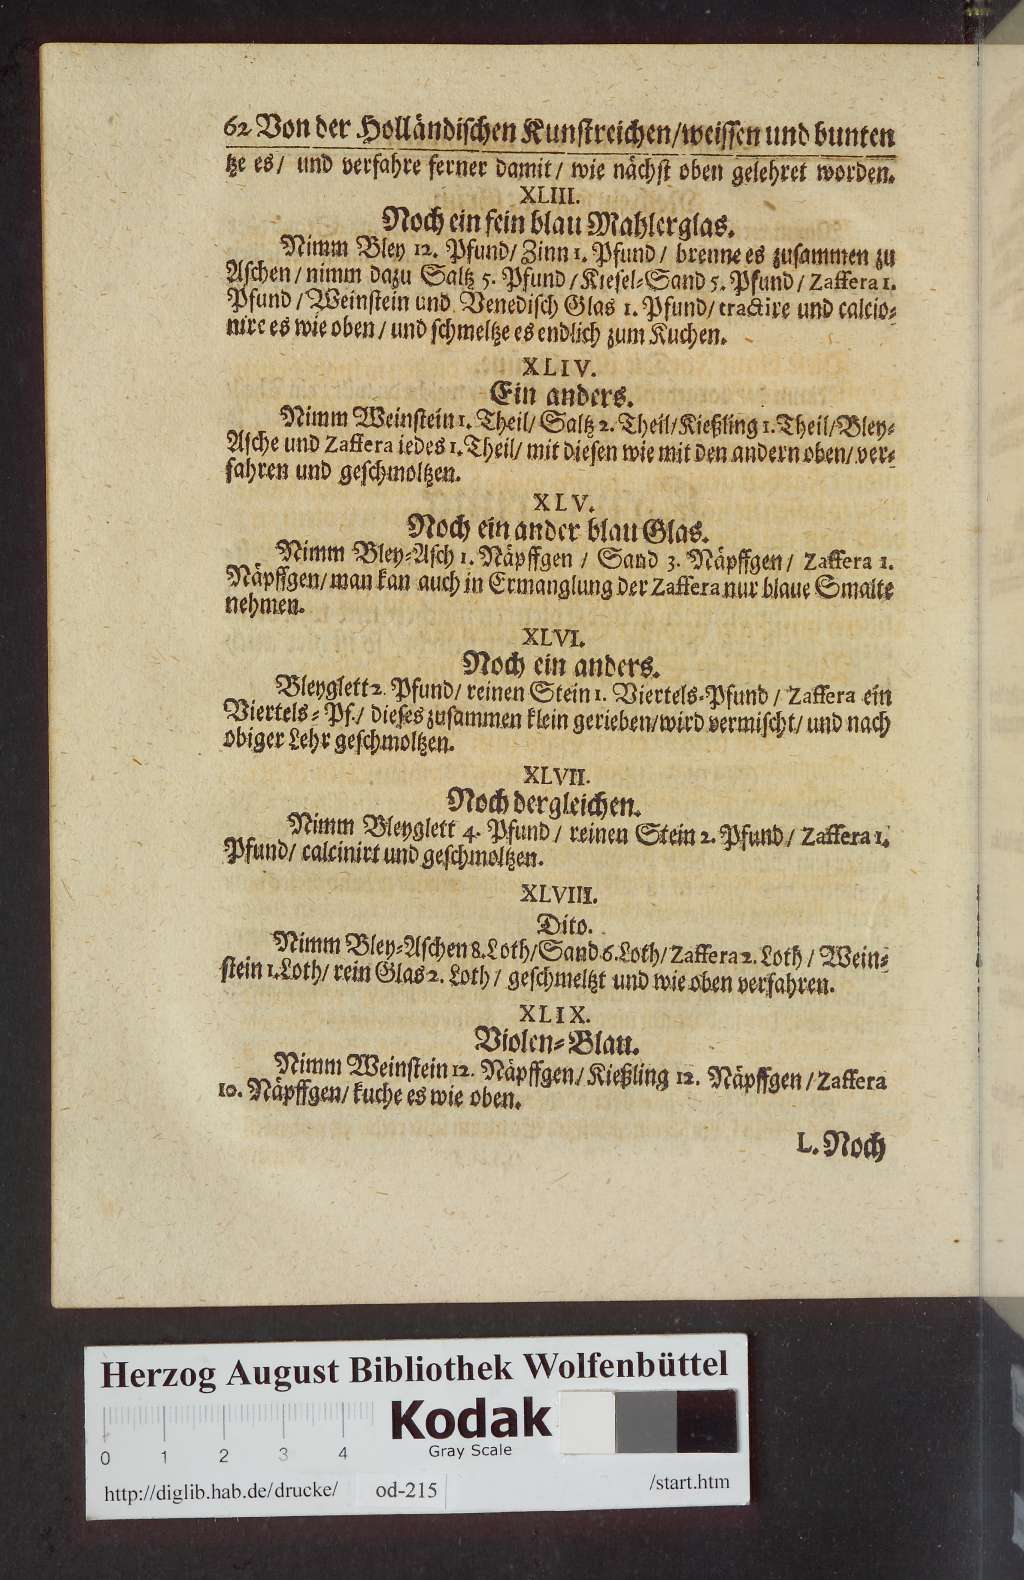 62 Von der Holländischen Kunstreichen/weissen und bunten
tze es/ und verfahre ferner damit/ wie nächst oben gelehret worden.
XLIII.
Noch ein fein blau Mahlerglas.
Nimm Bley 12. Pfund/ Zinn 1. Pfund/ brenne es zusammen zu
Aschen/ nimm dazu Saltz 5. Pfund/ Kiesel-Sand 5. Pfund/ Zaffera 1.
Pfund/ Weinstein und Venedisch Glas 1. Pfund/ tractire und calcio-
nire es wie oben/ und schmeltze es endlich zum Kuchen.
XLIV.
Ein anders.
Nimm Weinstein 1. Theil/ Saltz 2. Theil/ Kießling 1. Theil/ Bley-
Asche und Zaffera iedes 1. Theil/ mit diesen wie mit den andern oben/ ver-
fahren und geschmoltzen.
XLV.
Noch ein ander blau Glas.
Nimm Bley-Asch 1. Näpffgen / Sand 3. Näpffgen/ Zaffera 1.
Näpffgen/ man kan auch in Ermanglung der Zaffera nur blaue Smalte
nehmen.
XLVI.
Noch ein anders.
Bleyglett 2. Pfund/ reinen Stein 1. Viertels-Pfund / Zaffera ein
Viertels-Pf./ dieses zusammen klein gerieben/ wird vermischt/ und nach
obiger Lehr geschmoltzen.
XLVII.
Noch dergleichen.
Nimm Bleyglett 4. Pfund / reinen Stein 2. Pfund/ Zaffera 1.
Pfund/ calcinirt und geschmoltzen.
XLVIII.
Dito.
Nimm Bley-Aschen 8. Loth/ Sand 6. Loth/ Zaffera 2. Loth / Wein-
stein 1. Loth/ rein Glas 2. Loth/ geschmeltzt und wie oben verfahren.
XLIX.
Violen-Blau.
Nimm Weinstein 12. Näpffgen/ Kießling 12. Näpffgen / Zaffera
10. Näpffgen/ kuche es wie oben.
L. Noch
Herzog August Bibliothek Wolfenbüttel
Kodak
Gray Scale
0 1 2 3 4
http://diglib.hab.de/drucke/ od-215 /start.htm